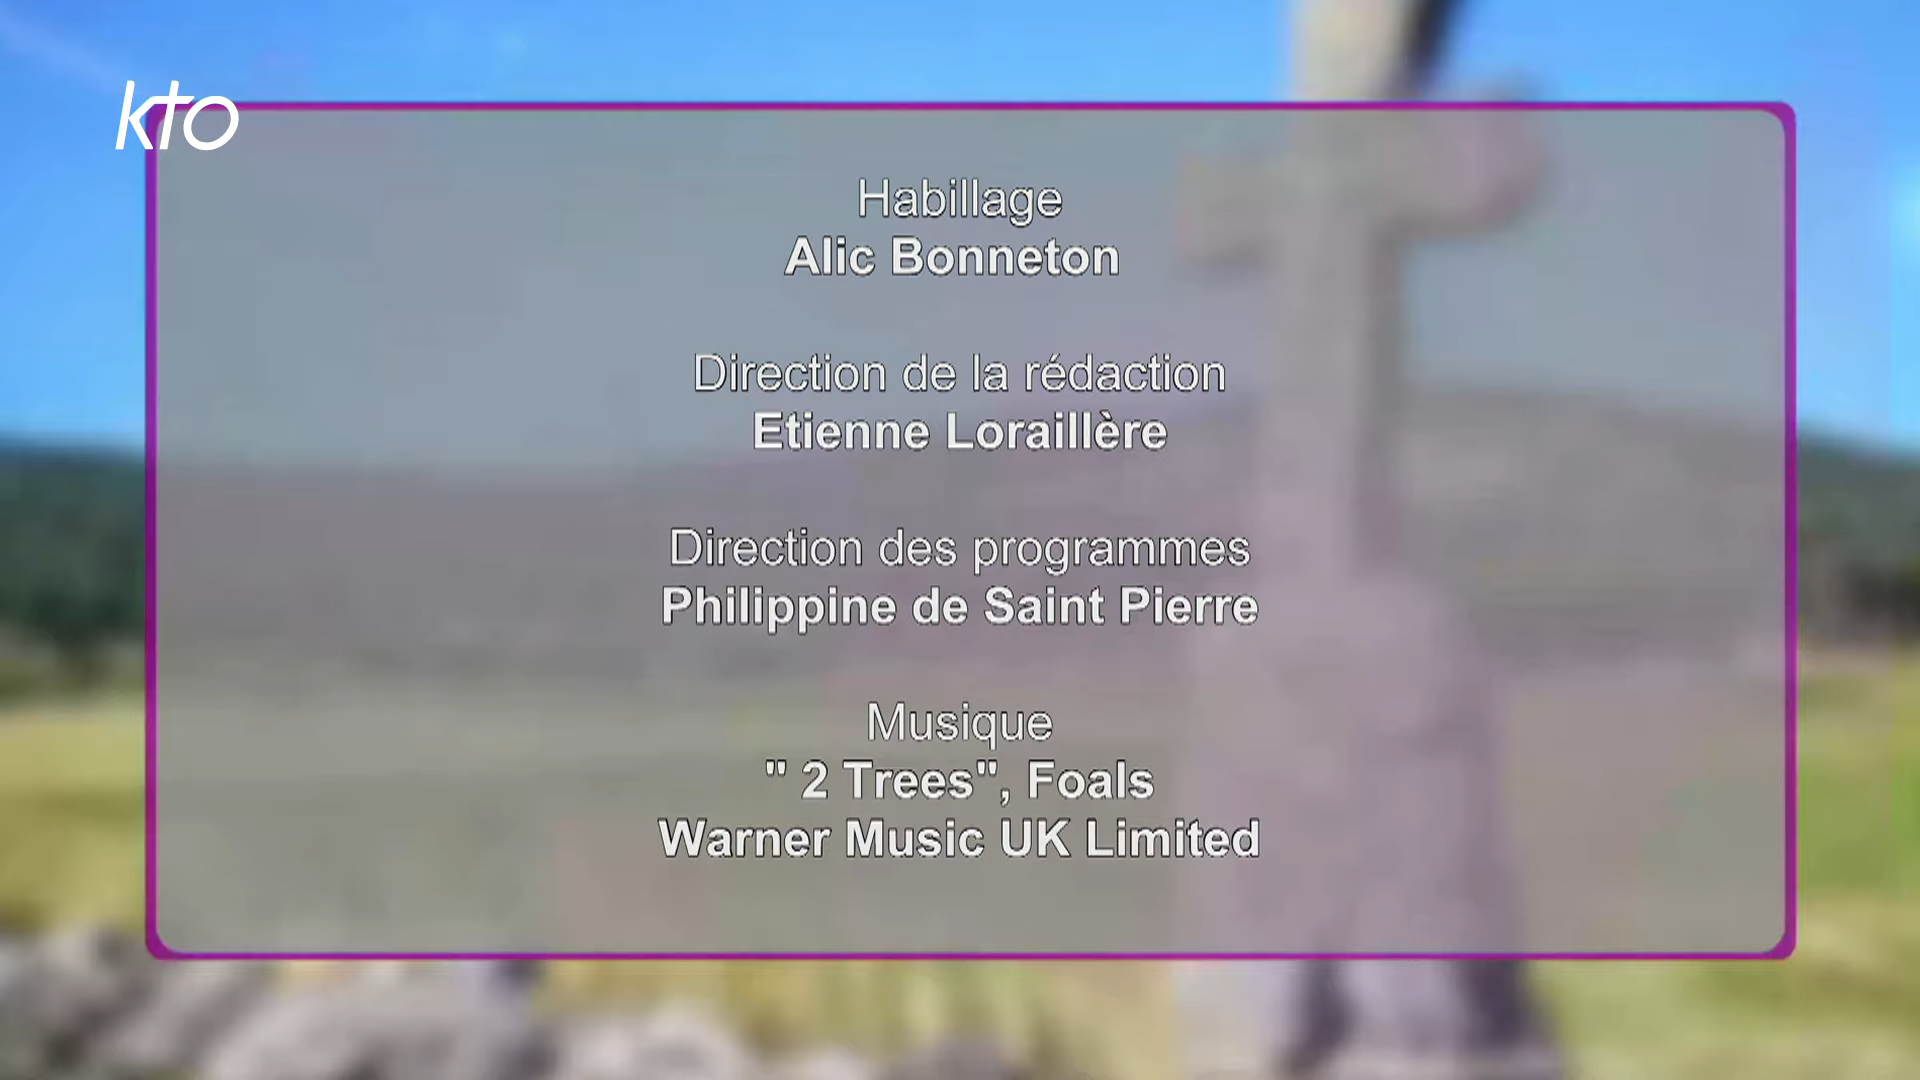 kto
Habillage
Alic Bonneton
Direction de la rédaction
Etienne Loraillère
Direction des programmes
Philippine de Saint Pierre
Musique
" 2 Trees", Foals
Warner Music UK Limited